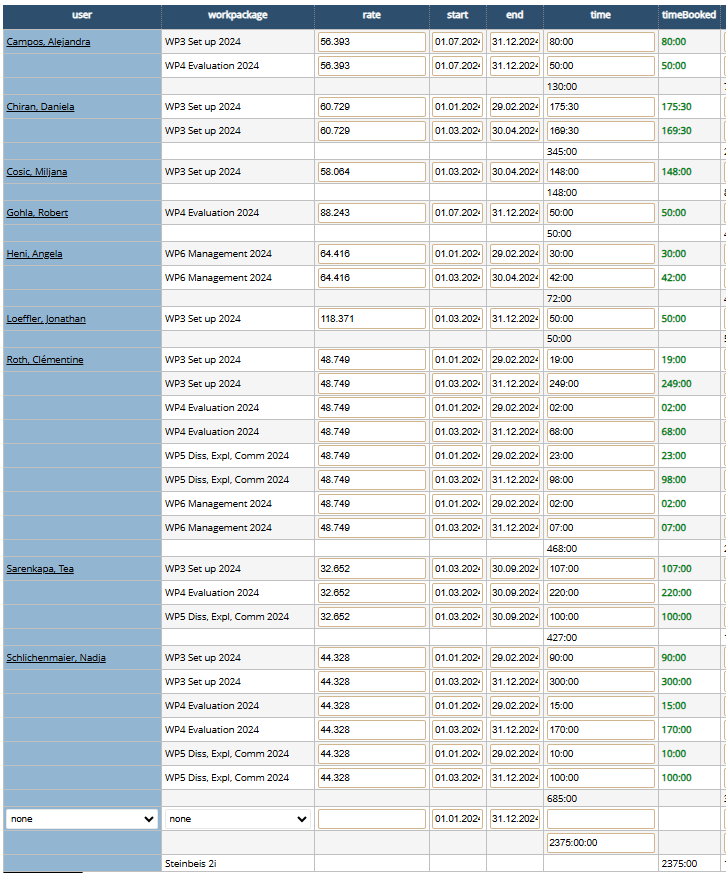 user workpackage rate start end time timeBooked
Campos, Alejandra WP3 Set up 2024 56.393 01.07.2024 31.12.2024 80:00 80:00
WP4 Evaluation 2024 56.393 01.07.2024 31.12.2024 50:00 50:00
130:00
Chiran, Daniela WP3 Set up 2024 60.729 01.01.2024 29.02.2024 175:30 175:30
WP3 Set up 2024 60.729 01.03.2024 30.04.2024 169:30 169:30
345:00
Cosic, Miljana WP3 Set up 2024 58.064 01.03.2024 30.04.2024 148:00 148:00
148:00
Gohla, Robert WP4 Evaluation 2024 88.243 01.07.2024 31.12.2024 50:00 50:00
50:00
Heni, Angela WP6 Management 2024 64.416 01.01.2024 29.02.2024 30:00 30:00
WP6 Management 2024 64.416 01.03.2024 30.04.2024 42:00 42:00
72:00
Loeffler, Jonathan WP3 Set up 2024 118.371 01.03.2024 31.12.2024 50:00 50:00
50:00
Roth, Clémentine WP3 Set up 2024 48.749 01.01.2024 29.02.2024 19:00 19:00
WP3 Set up 2024 48.749 01.03.2024 31.12.2024 249:00 249:00
WP4 Evaluation 2024 48.749 01.01.2024 29.02.2024 02:00 02:00
WP4 Evaluation 2024 48.749 01.03.2024 31.12.2024 68:00 68:00
WP5 Diss, Expl, Comm 2024 48.749 01.01.2024 29.02.2024 23:00 23:00
WP5 Diss, Expl, Comm 2024 48.749 01.03.2024 31.12.2024 98:00 98:00
WP6 Management 2024 48.749 01.01.2024 29.02.2024 02:00 02:00
WP6 Management 2024 48.749 01.03.2024 31.12.2024 07:00 07:00
468:00
Sarenkapa, Tea WP3 Set up 2024 32.652 01.03.2024 30.09.2024 107:00 107:00
WP4 Evaluation 2024 32.652 01.03.2024 30.09.2024 220:00 220:00
WP5 Diss, Expl, Comm 2024 32.652 01.03.2024 30.09.2024 100:00 100:00
427:00
Schlichenmaier, Nadja WP3 Set up 2024 44.328 01.01.2024 29.02.2024 90:00 90:00
WP3 Set up 2024 44.328 01.03.2024 31.12.2024 300:00 300:00
WP4 Evaluation 2024 44.328 01.01.2024 29.02.2024 15:00 15:00
WP4 Evaluation 2024 44.328 01.03.2024 31.12.2024 170:00 170:00
WP5 Diss, Expl, Comm 2024 44.328 01.01.2024 29.02.2024 10:00 10:00
WP5 Diss, Expl, Comm 2024 44.328 01.03.2024 31.12.2024 100:00 100:00
685:00
none none 01.01.2024 31.12.2024
2375:00:00
Steinbeis 2i 2375:00